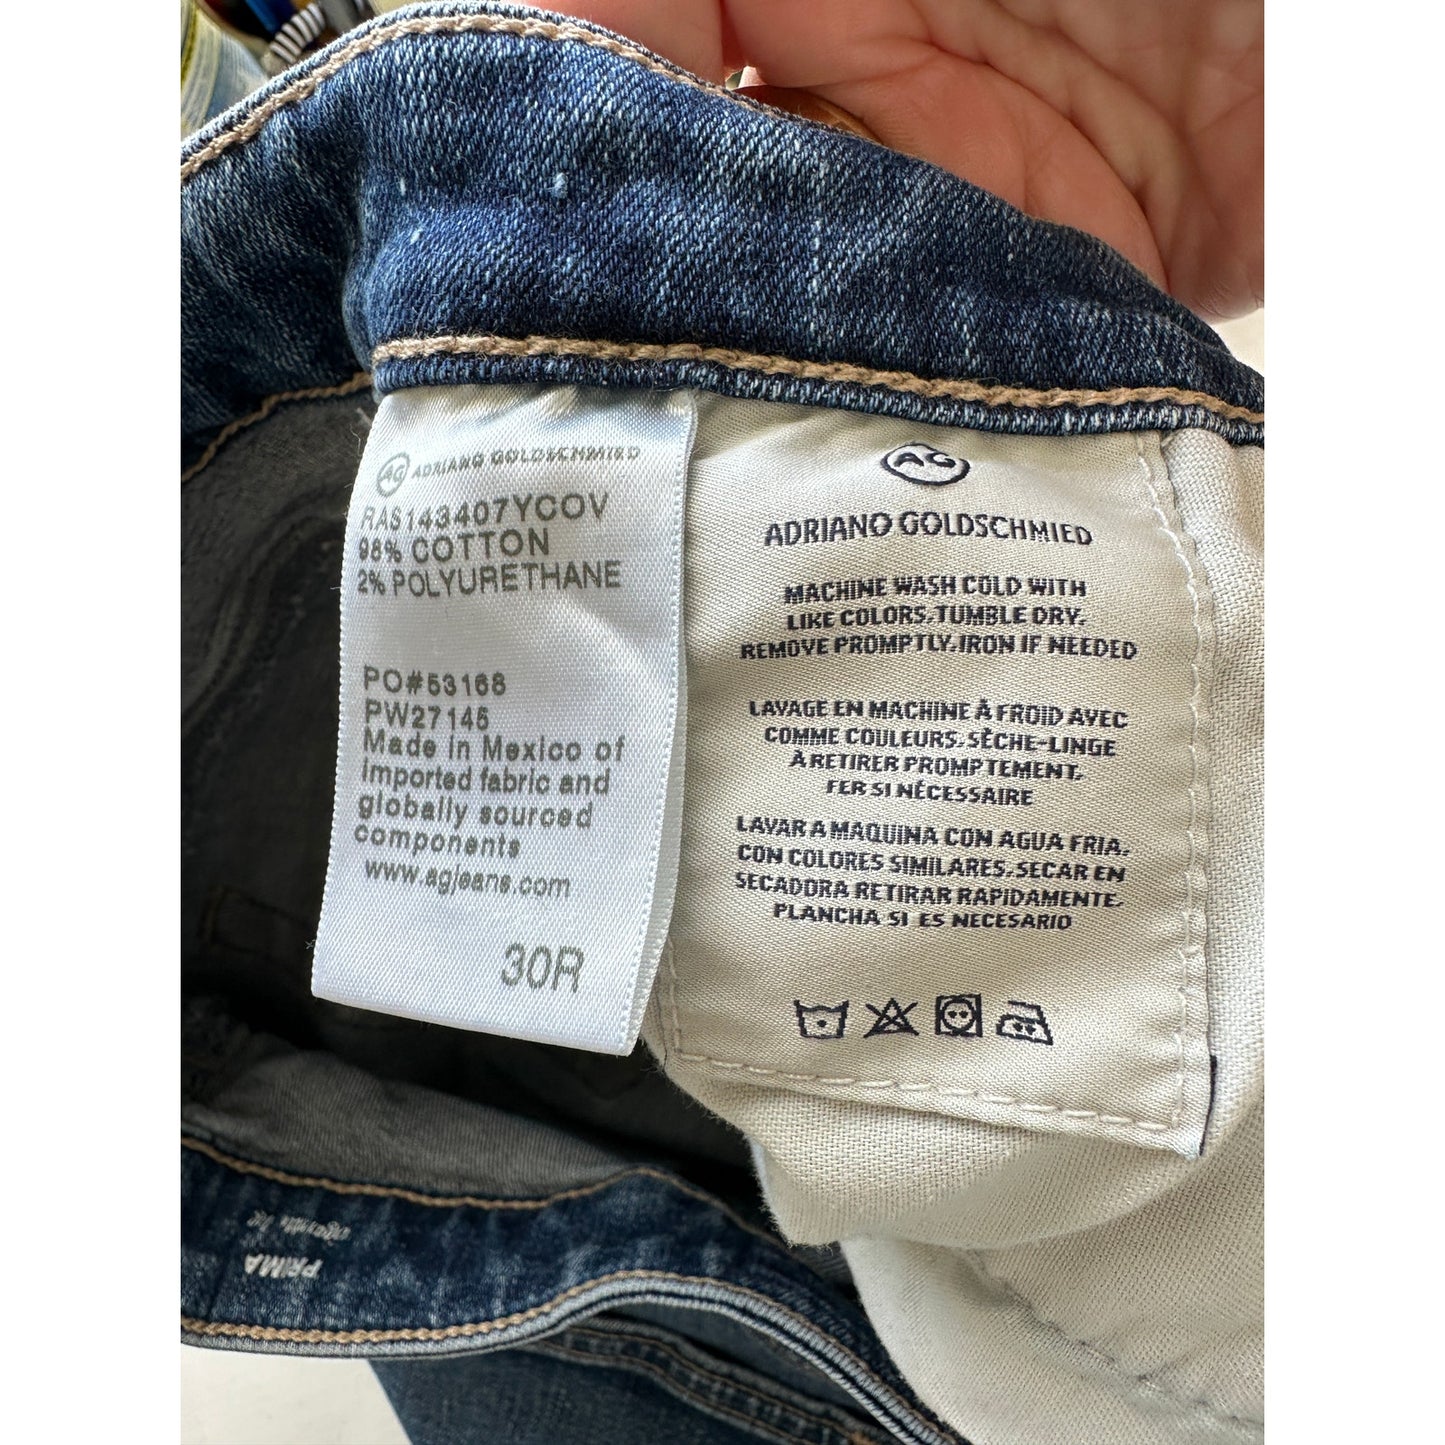 AG ADRIANO GOLDSCHMIED
RAS143407YCOV
98% COTTON
2% POLYURETHANE
PO#53168
PW27145
Made in Mexico of
imported fabric and
globally sourced
components
www.agjeans.com
30R
AG
ADRIANO GOLDSCHMIED
MACHINE WASH COLD WITH
LIKE COLORS. TUMBLE DRY.
REMOVE PROMPTLY. IRON IF NEEDED
LAVAGE EN MACHINE À FROID AVEC
COMME COULEURS. SÈCHE-LINGE
À RETIRER PROMPTEMENT.
FER SI NÉCESSAIRE
LAVAR A MAQUINA CON AGUA FRIA.
CON COLORES SIMILARES. SECAR EN
SECADORA RETIRAR RAPIDAMENTE.
PLANCHA SI ES NECESARIO
PRIMA